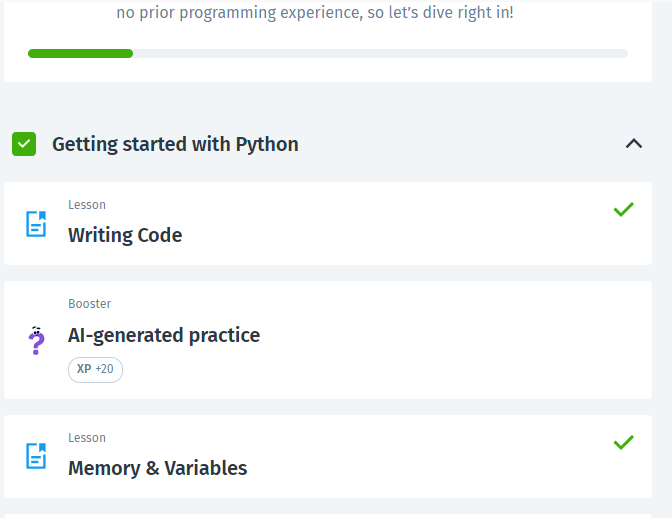 no prior programming experience, so let’s dive right in!
Getting started with Python
Lesson
Writing Code
Booster
AI-generated practice
XP +20
Lesson
Memory & Variables